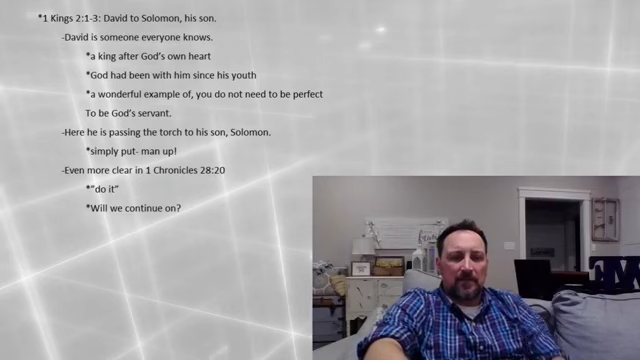 *1 Kings 2:1-3: David to Solomon, his son.
-David is someone everyone knows.
*a king after God's own heart
*God had been with him since his youth
*a wonderful example of, you do not need to be perfect
To be God's servant.
-Here he is passing the torch to his son, Solomon.
*simply put- man up!
-Even more clear in 1 Chronicles 28:20
*"do it"
*Will we continue on?